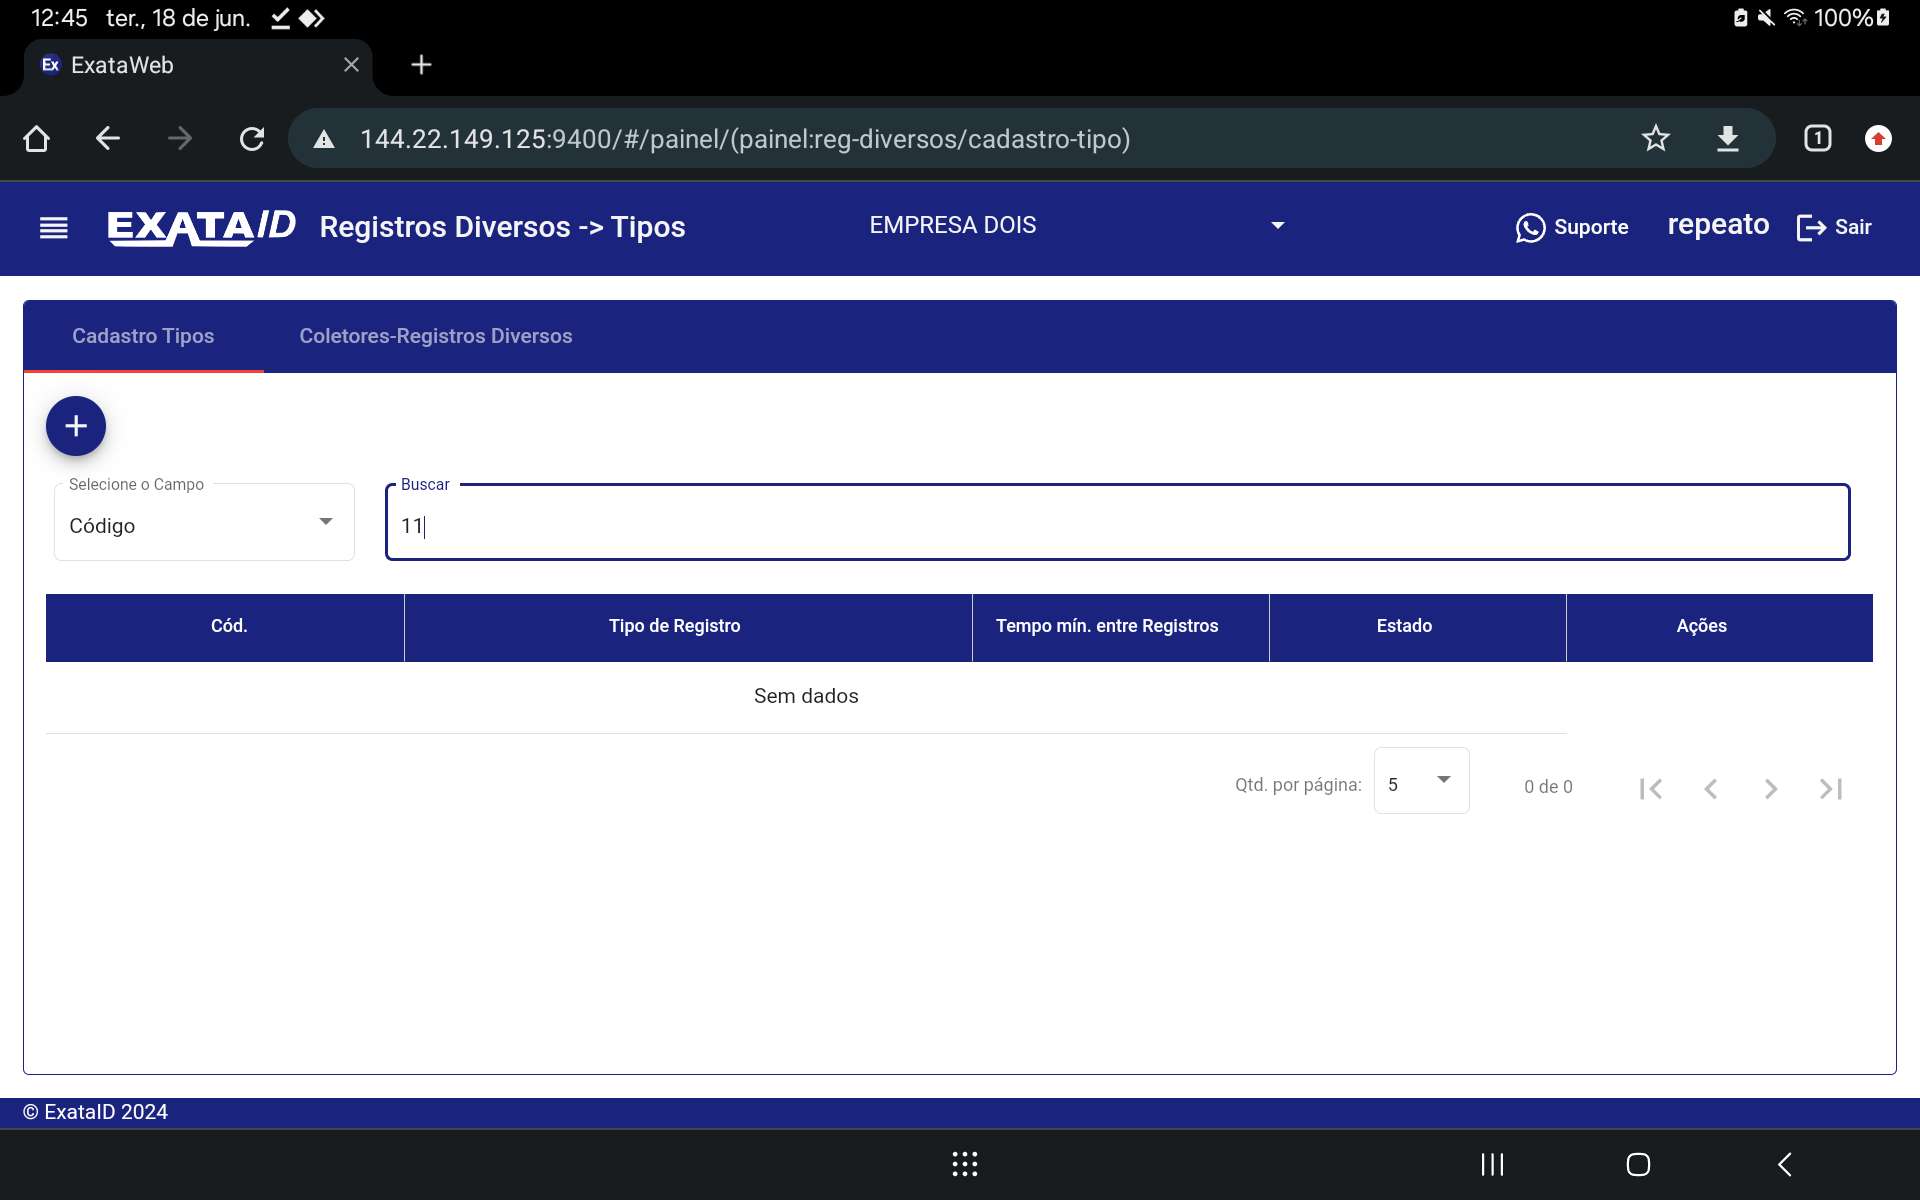 12:45 ter., 18 de jun. 100%
Ex ExataWeb
144.22.149.125:9400/#/painel/(painel:reg-diversos/cadastro-tipo) 1
EXATAID Registros Diversos -> Tipos EMPRESA DOIS Suporte repeato Sair
Cadastro Tipos Coletores-Registros Diversos
Selecione o Campo Buscar
Código 11
Cód. Tipo de Registro Tempo mín. entre Registros Estado Ações
Sem dados
Qtd. por página: 5 0 de 0
© ExataID 2024